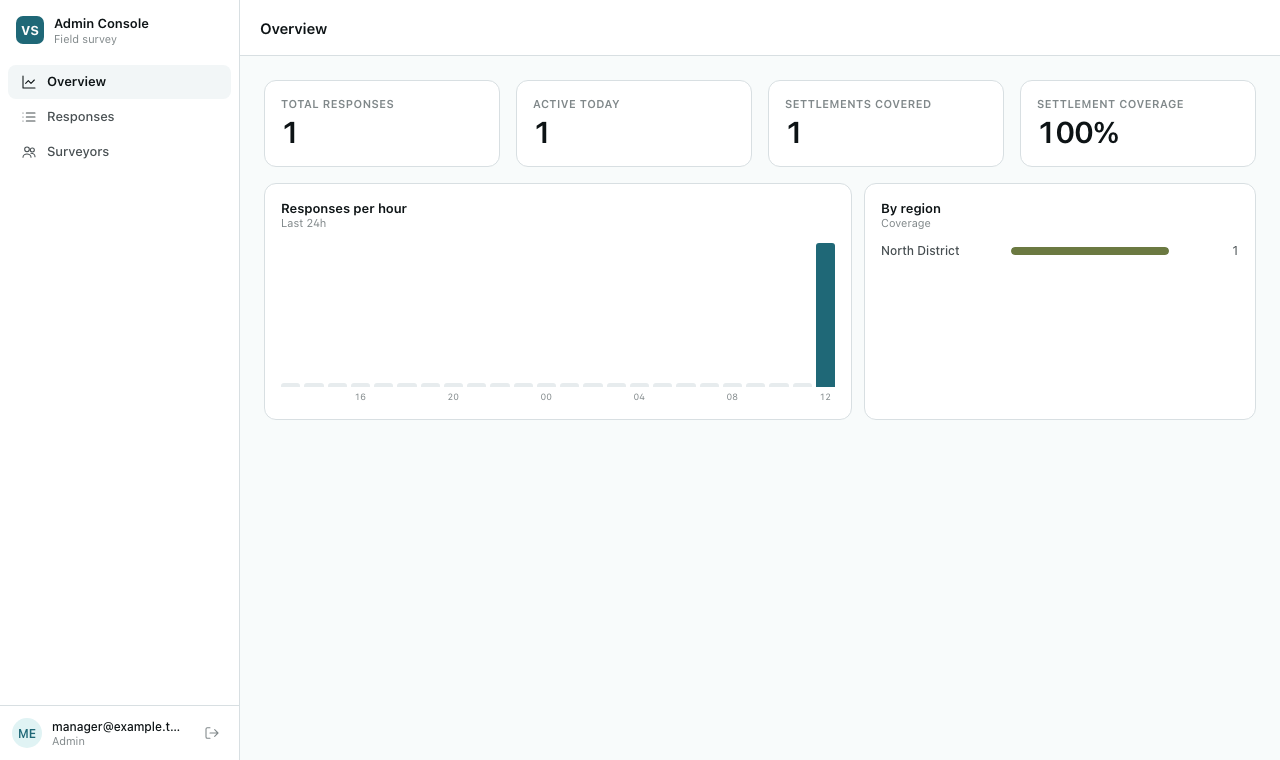 VS
Admin Console
Field survey
Overview
Responses
Surveyors
manager@example.t...
ME
Admin
Overview
TOTAL RESPONSES
1
ACTIVE TODAY
1
SETTLEMENTS COVERED
1
SETTLEMENT COVERAGE
100%
Responses per hour
Last 24h
16 20 00 04 08 12
By region
Coverage
North District 1